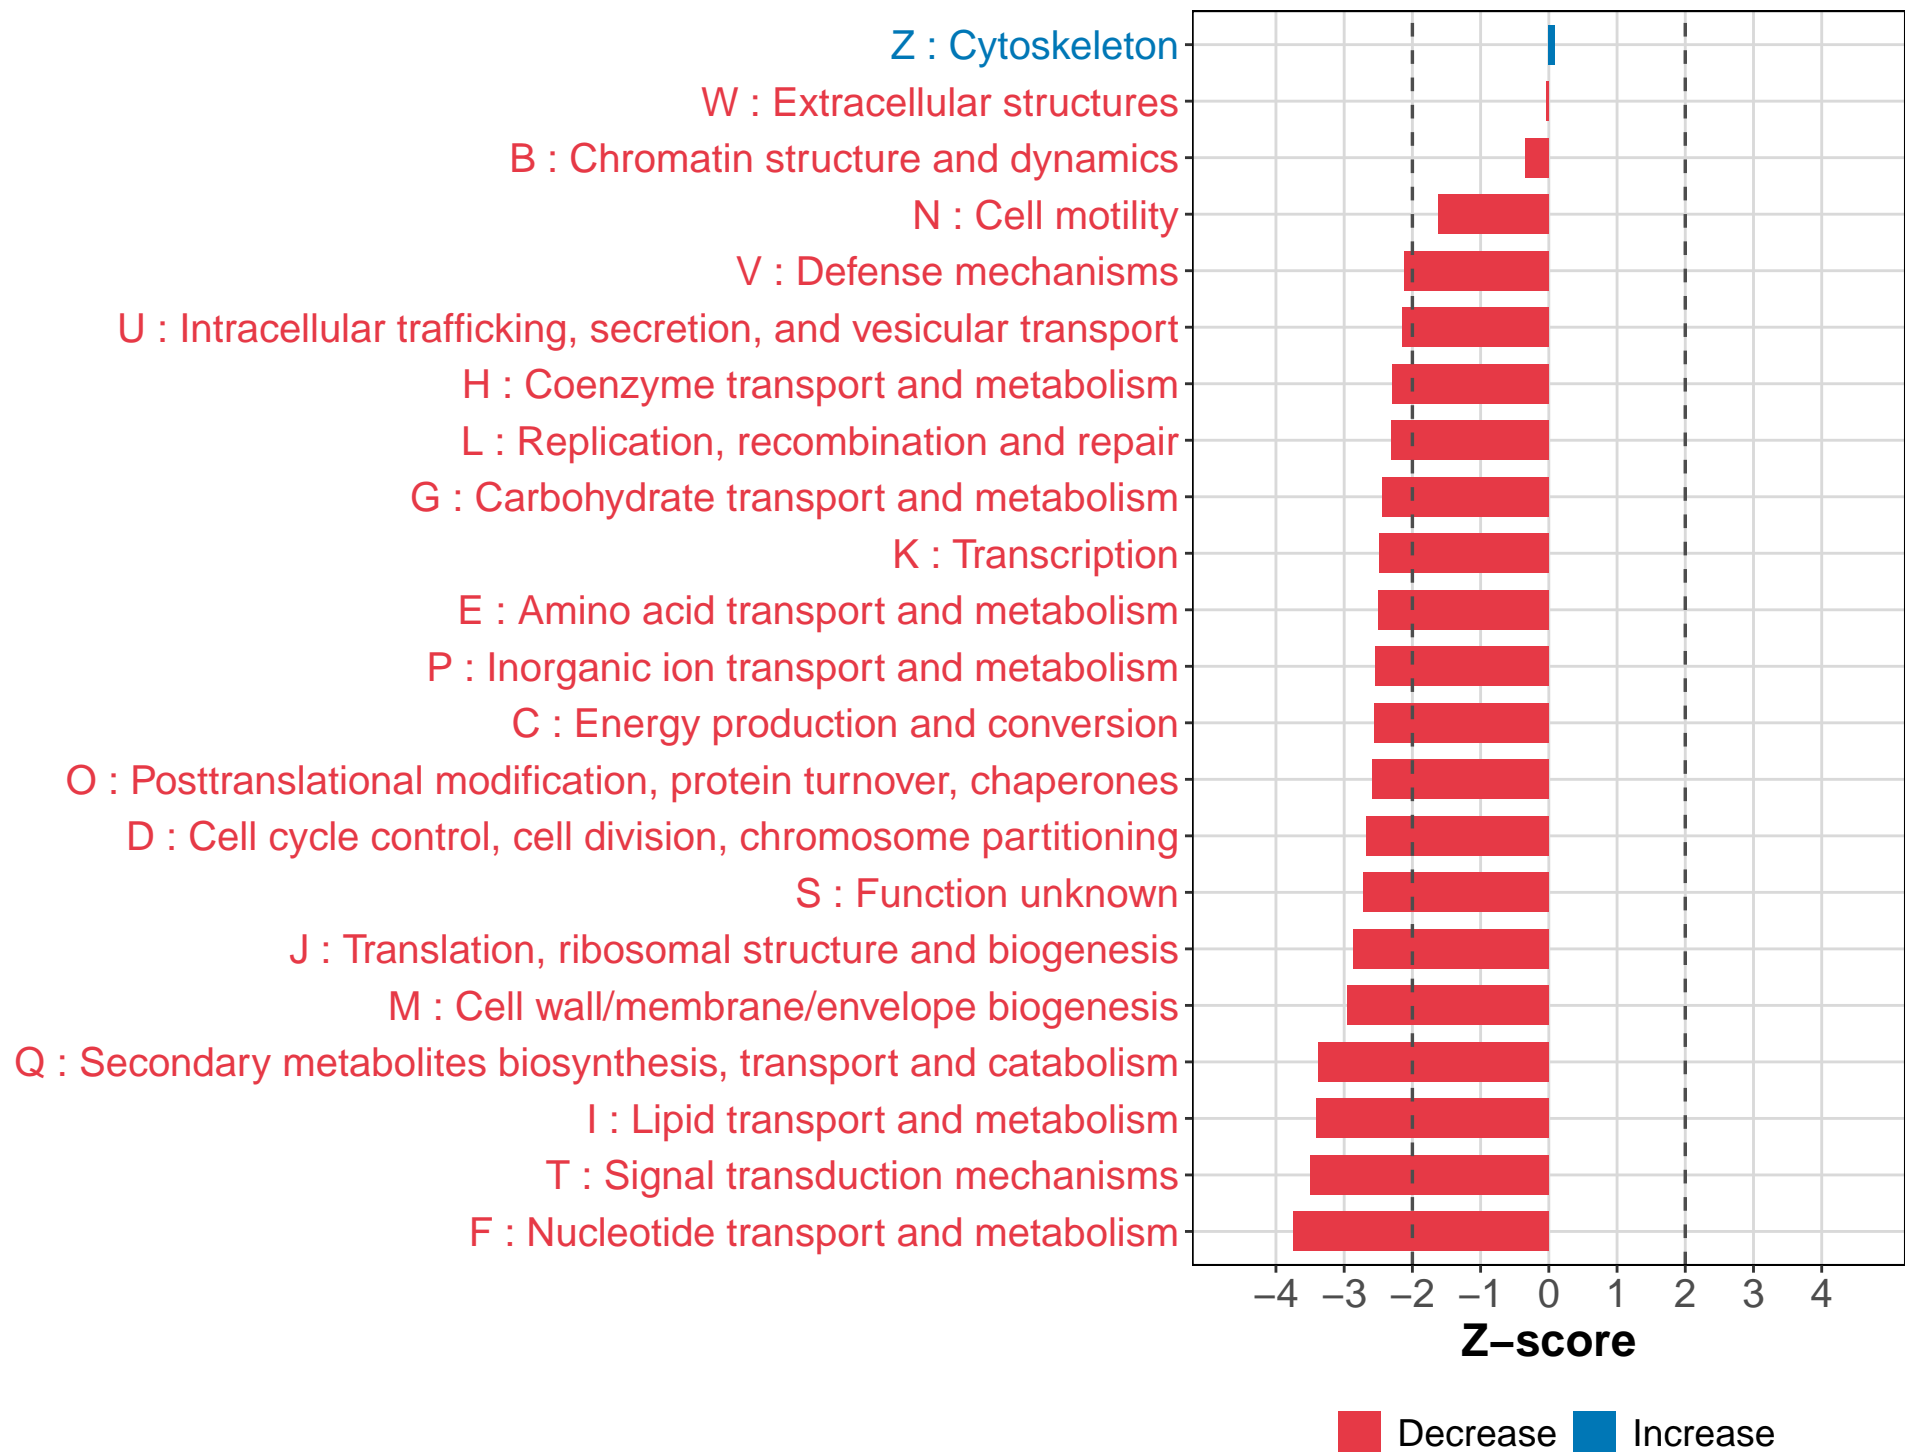 Z : Cytoskeleton
W : Extracellular structures
B : Chromatin structure and dynamics
N : Cell motility
V : Defense mechanisms
U : Intracellular trafficking, secretion, and vesicular transport
H : Coenzyme transport and metabolism
L : Replication, recombination and repair
G : Carbohydrate transport and metabolism
K : Transcription
E : Amino acid transport and metabolism
P : Inorganic ion transport and metabolism
C : Energy production and conversion
O : Posttranslational modification, protein turnover, chaperones
D : Cell cycle control, cell division, chromosome partitioning
S : Function unknown
J : Translation, ribosomal structure and biogenesis
M : Cell wall/membrane/envelope biogenesis
Q : Secondary metabolites biosynthesis, transport and catabolism
I : Lipid transport and metabolism
T : Signal transduction mechanisms
F : Nucleotide transport and metabolism
−4 −3 −2 −1 0 1 2 3 4
Z−score
Decrease Increase